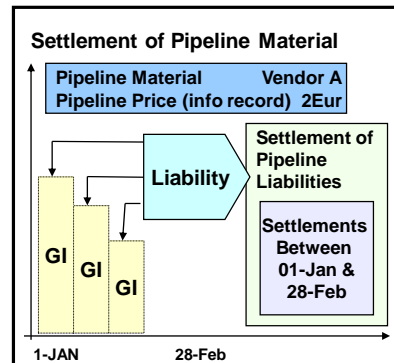 Settlement of Pipeline Material
Pipeline Material Vendor A
Pipeline Price (info record) 2Eur
Settlement of
Pipeline
Liabilities
Liability
Settlements
Between
01-Jan &
28-Feb
GI
GI
GI
1-JAN 28-Feb